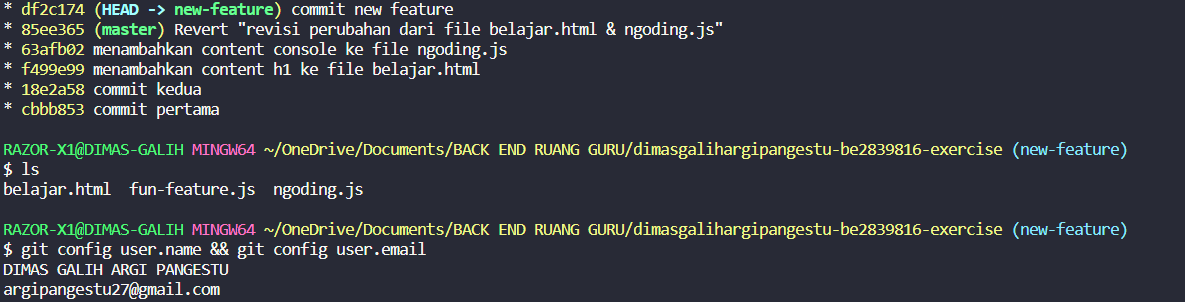 * df2c174 (HEAD -> new-feature) commit new feature
* 85ee365 (master) Revert "revisi perubahan dari file belajar.html & ngoding.js"
* 63afb02 menambahkan content console ke file ngoding.js
* f499e99 menambahkan content h1 ke file belajar.html
* 18e2a58 commit kedua
* cbbb853 commit pertama
RAZOR-X1@DIMAS-GALIH MINGW64 ~/OneDrive/Documents/BACK END RUANG GURU/dimasgalihargipangestu-be2839816-exercise (new-feature)
$ ls
belajar.html  fun-feature.js  ngoding.js
RAZOR-X1@DIMAS-GALIH MINGW64 ~/OneDrive/Documents/BACK END RUANG GURU/dimasgalihargipangestu-be2839816-exercise (new-feature)
$ git config user.name && git config user.email
DIMAS GALIH ARGI PANGESTU
argipangestu27@gmail.com